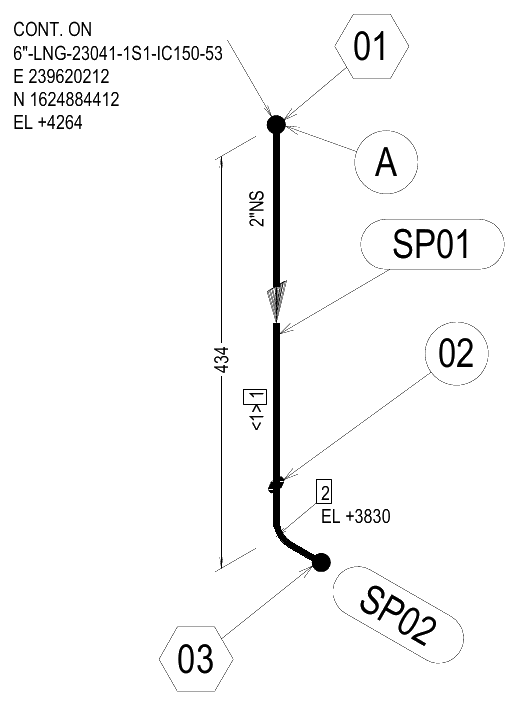 CONT. ON
6"-LNG-23041-1S1-IC150-53
E 239620212
N 1624884412
EL +4264
01
A
2"NS
SP01
434
02
<1> 1
2
EL +3830
SP02
03